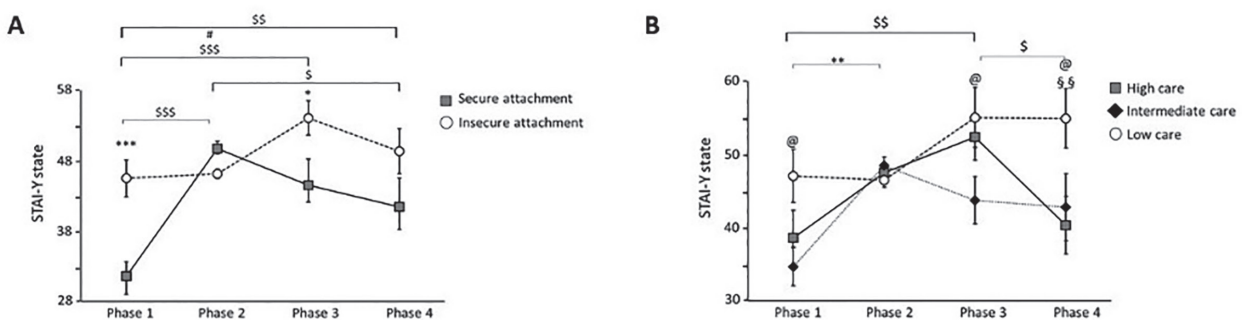 A
$$
#
$$$
$
58
*
$$$
***
48
38
28
STAI-Y state
Phase 1 Phase 2 Phase 3 Phase 4
Secure attachment
Insecure attachment
B
$$
$
**
@
@
§ §
60
@
50
40
30
STAI-Y state
Phase 1 Phase 2 Phase 3 Phase 4
High care
Intermediate care
Low care